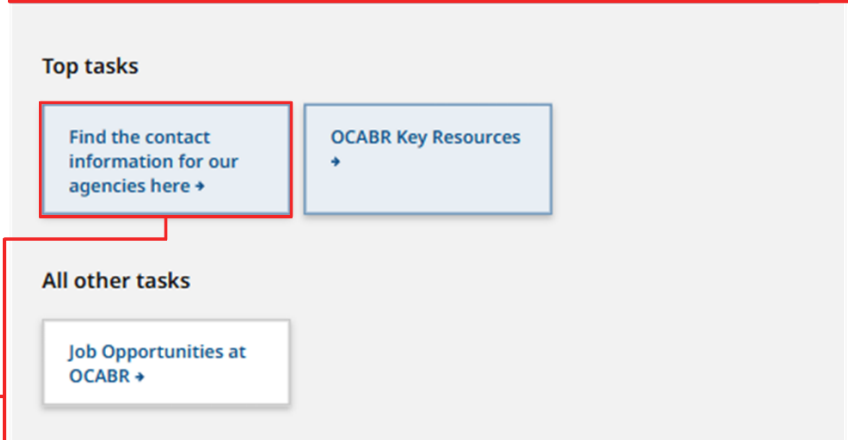 Top tasks
Find the contact
information for our
agencies here →
OCABR Key Resources
→
All other tasks
Job Opportunities at
OCABR →